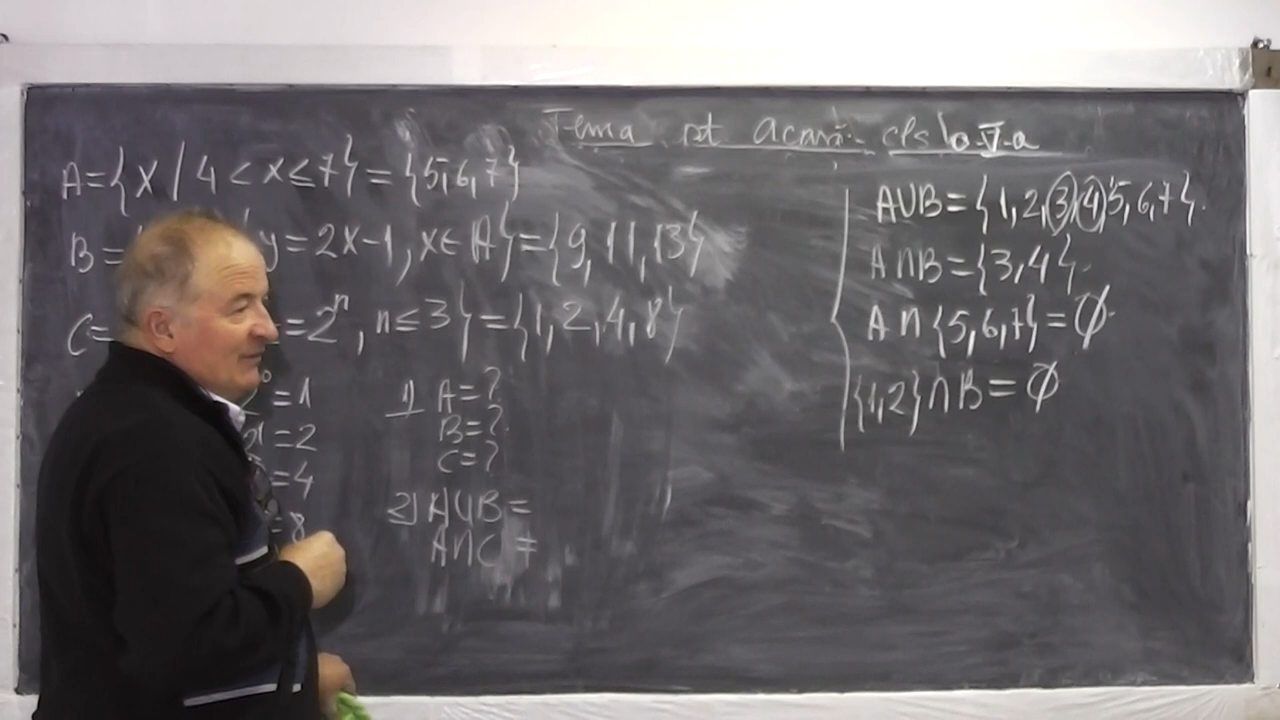 Tema pt acasă cls a V-a
A={x/4<x≤7}={5,6,7}
B={ y=2x-1, x∈A}={9,11,13}
C= =2ⁿ, n≤3}={1,2,4,8}
2⁰=1
2¹=2
=4
=8
1) A=?
B=?
C=?
2) A∪B=
A∩C=
A∪B={1,2,3,4,5,6,7}.
A∩B={3,4}.
A∩{5,6,7}=∅.
{1,2}∩B=∅